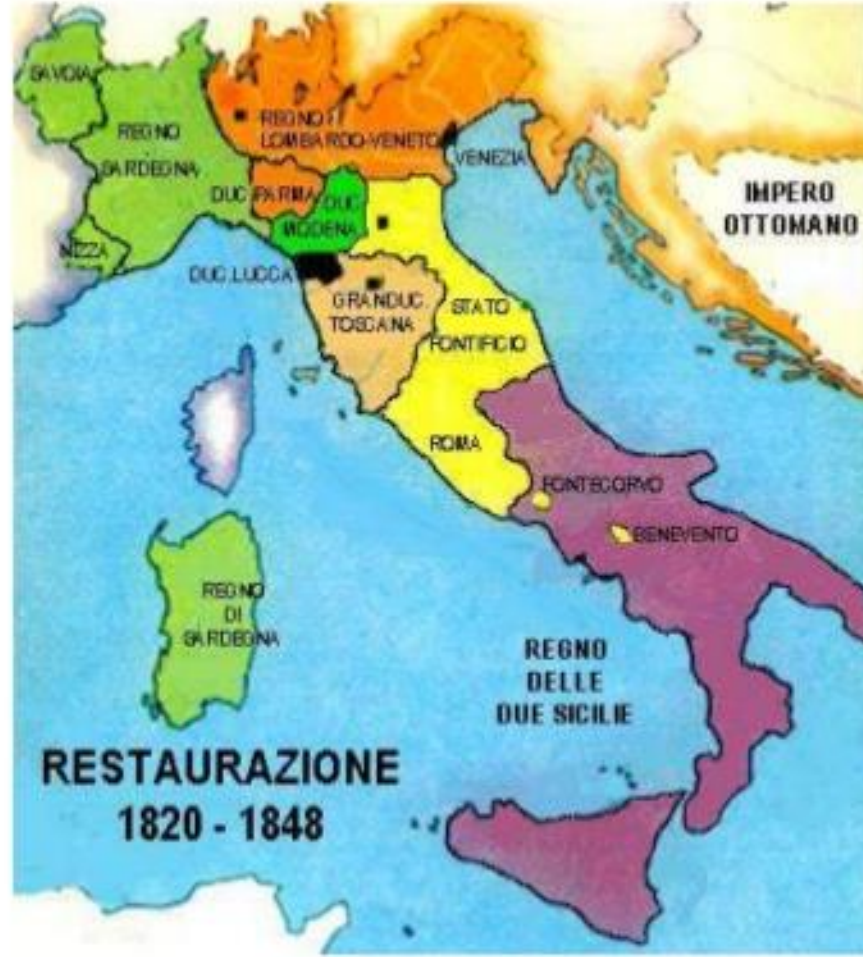 SAVOIA
REGNO
SARDEGNA
NIZZA
REGNO
LOMBARDO-VENETO
VENEZIA
DUC. PARMA
DUC.
MODENA
DUC. LUCCA
GRANDUC.
TOSCANA
STATO
PONTIFICIO
ROMA
PONTECORVO
BENEVENTO
IMPERO
OTTOMANO
REGNO
DI
SARDEGNA
REGNO
DELLE
DUE SICILIE
RESTAURAZIONE
1820 - 1848